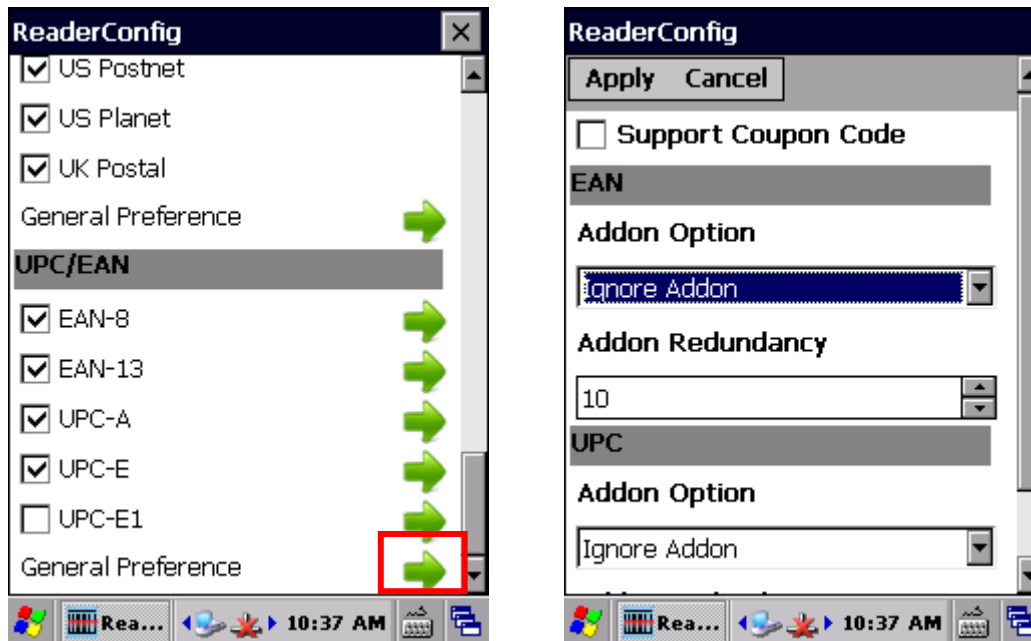 ReaderConfig
US Postnet
US Planet
UK Postal
General Preference
UPC/EAN
EAN-8
EAN-13
UPC-A
UPC-E
UPC-E1
General Preference
Rea... 10:37 AM
ReaderConfig
Apply Cancel
Support Coupon Code
EAN
Addon Option
Ignore Addon
Addon Redundancy
10
UPC
Addon Option
Ignore Addon
Rea... 10:37 AM